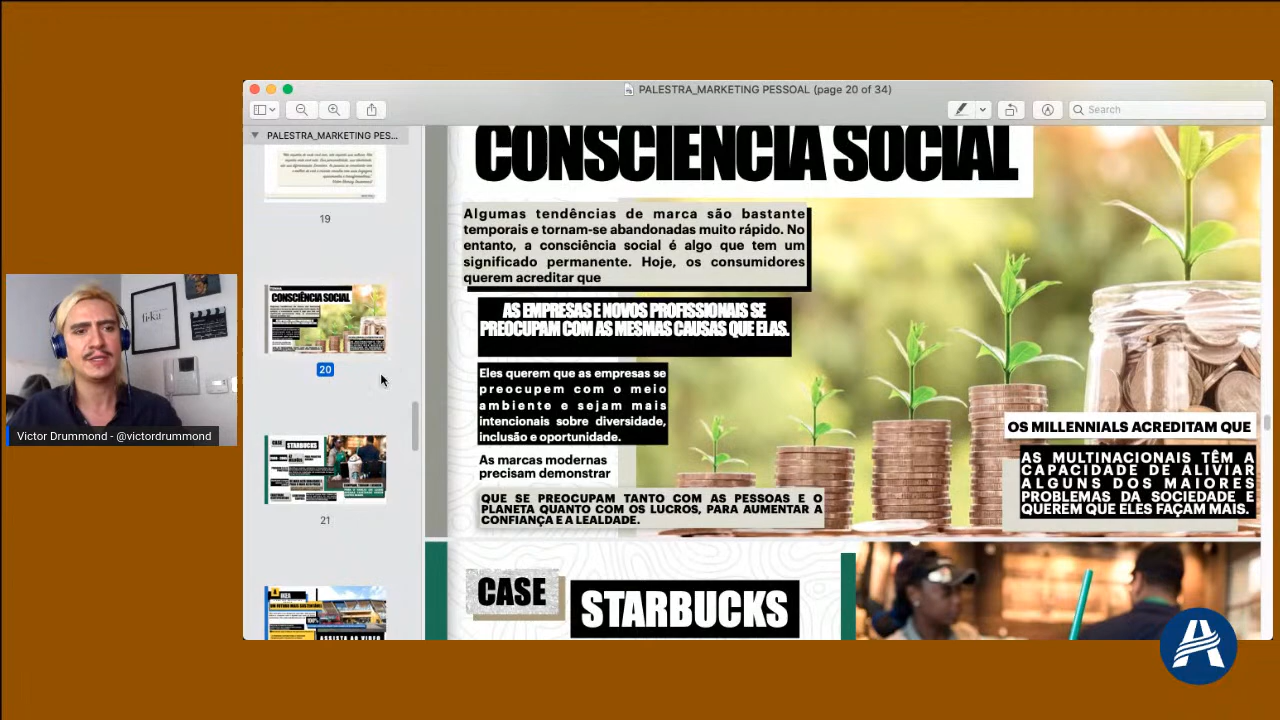 PALESTRA_MARKETING PESSOAL (page 20 of 34)
Search
PALESTRA_MARKETING PES...
19
CONSCIÊNCIA SOCIAL
20
CASE STARBUCKS
21
CONSCIÊNCIA SOCIAL
Algumas tendências de marca são bastante
temporais e tornam-se abandonadas muito rápido. No
entanto, a consciência social é algo que tem um
significado permanente. Hoje, os consumidores
querem acreditar que
AS EMPRESAS E NOVOS PROFISSIONAIS SE
PREOCUPAM COM AS MESMAS CAUSAS QUE ELAS.
Eles querem que as empresas se
preocupem com o meio
ambiente e sejam mais
intencionais sobre diversidade,
inclusão e oportunidade.
As marcas modernas
precisam demonstrar
QUE SE PREOCUPAM TANTO COM AS PESSOAS E O
PLANETA QUANTO COM OS LUCROS, PARA AUMENTAR A
CONFIANÇA E A LEALDADE.
OS MILLENNIALS ACREDITAM QUE
AS MULTINACIONAIS TÊM A
CAPACIDADE DE ALIVIAR
ALGUNS DOS MAIORES
PROBLEMAS DA SOCIEDADE E
QUEREM QUE ELES FAÇAM MAIS.
CASE
STARBUCKS
fika
Victor Drummond - @victordrummond